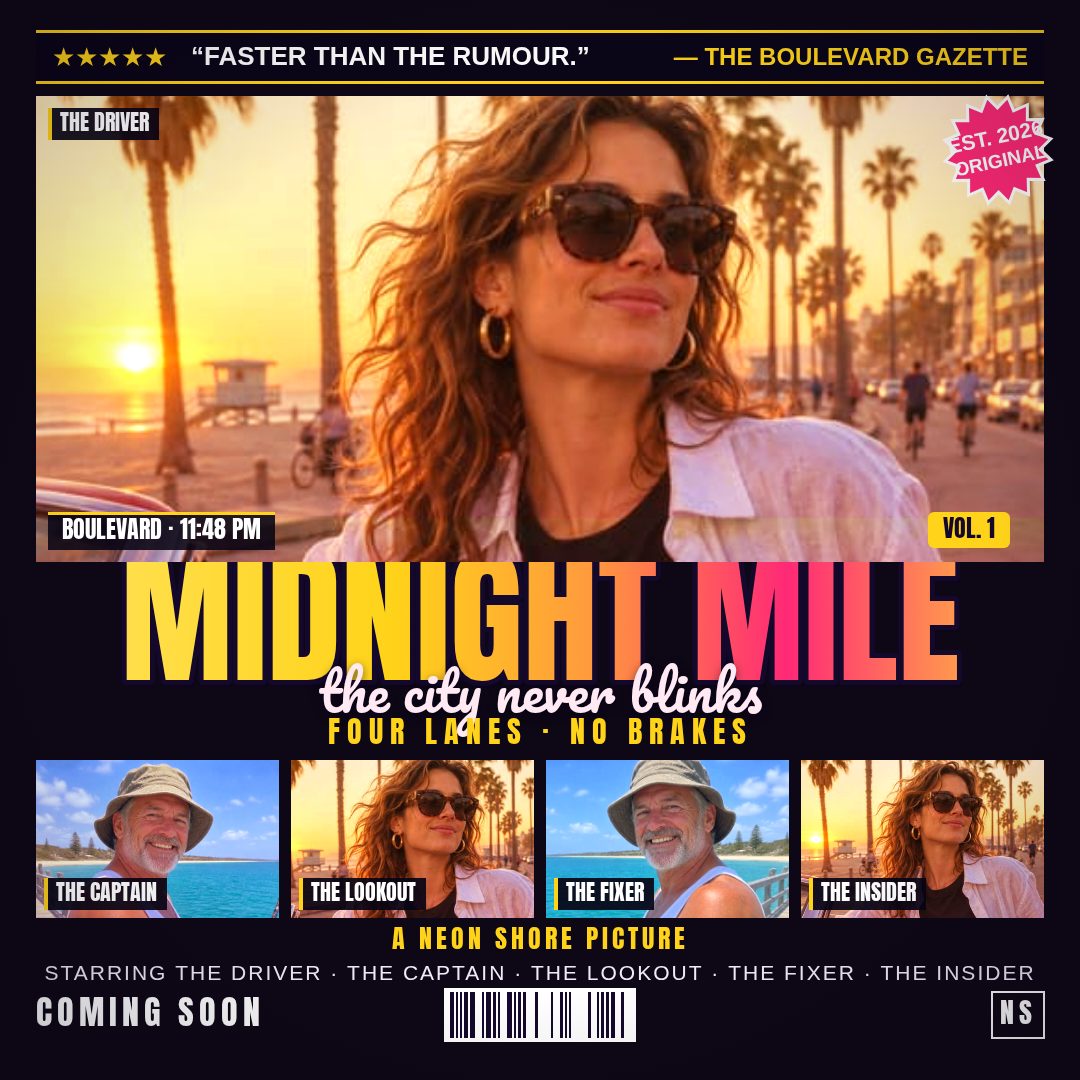 ★★★★★ “FASTER THAN THE RUMOUR.” — THE BOULEVARD GAZETTE
THE DRIVER
EST. 2026
ORIGINAL
BOULEVARD · 11:48 PM
VOL. 1
MIDNIGHT MILE
the city never blinks
FOUR LANES · NO BRAKES
THE CAPTAIN
THE LOOKOUT
THE FIXER
THE INSIDER
A NEON SHORE PICTURE
STARRING THE DRIVER · THE CAPTAIN · THE LOOKOUT · THE FIXER · THE INSIDER
COMING SOON
NS